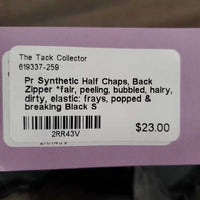 The Tack Collector
619337-259
Pr Synthetic Half Chaps, Back
Zipper *fair, peeling, bubbled, hairy,
dirty, elastic: frays, popped &
breaking Black S
2RR43V
$23.00
2RR43V